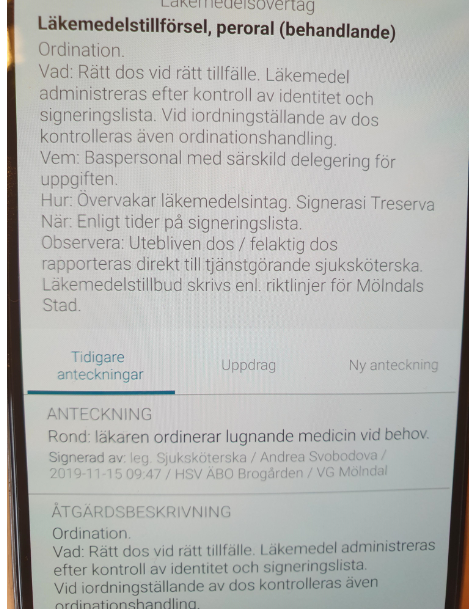 Läkemedelsövertag
Läkemedelstillförsel, peroral (behandlande)
Ordination.
Vad: Rätt dos vid rätt tillfälle. Läkemedel
administreras efter kontroll av identitet och
signeringslista. Vid iordningställande av dos
kontrolleras även ordinationshandling.
Vem: Baspersonal med särskild delegering för
uppgiften.
Hur: Övervakar läkemedelsintag. Signerasi Treserva
När: Enligt tider på signeringslista.
Observera: Utebliven dos / felaktig dos
rapporteras direkt till tjänstgörande sjuksköterska.
Läkemedelstillbud skrivs enl. riktlinjer för Mölndals
Stad.
Tidigare
anteckningar
Uppdrag
Ny anteckning
ANTECKNING
Rond: läkaren ordinerar lugnande medicin vid behov.
Signerad av: leg. Sjuksköterska / Andrea Svobodova /
2019-11-15 09:47 / HSV ÄBO Brogården / VG Mölndal
ÅTGÄRDSBESKRIVNING
Ordination.
Vad: Rätt dos vid rätt tillfälle. Läkemedel administreras
efter kontroll av identitet och signeringslista.
Vid iordningställande av dos kontrolleras även
ordinationshandling.